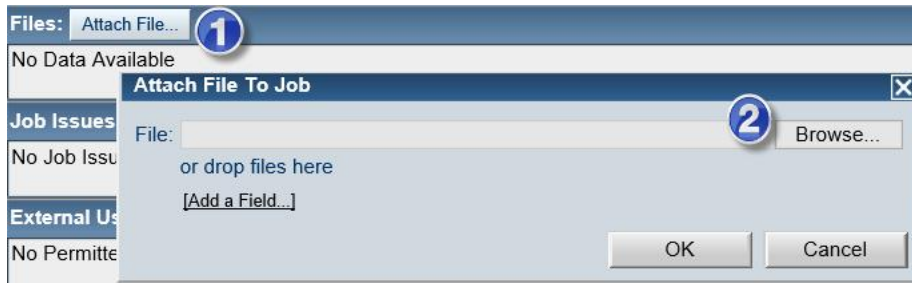 Files: Attach File... 1
No Data Available
Attach File To Job
Job Issues
File: 2 Browse...
No Job Issu
or drop files here
[Add a Field...]
External Us
No Permitte
OK Cancel